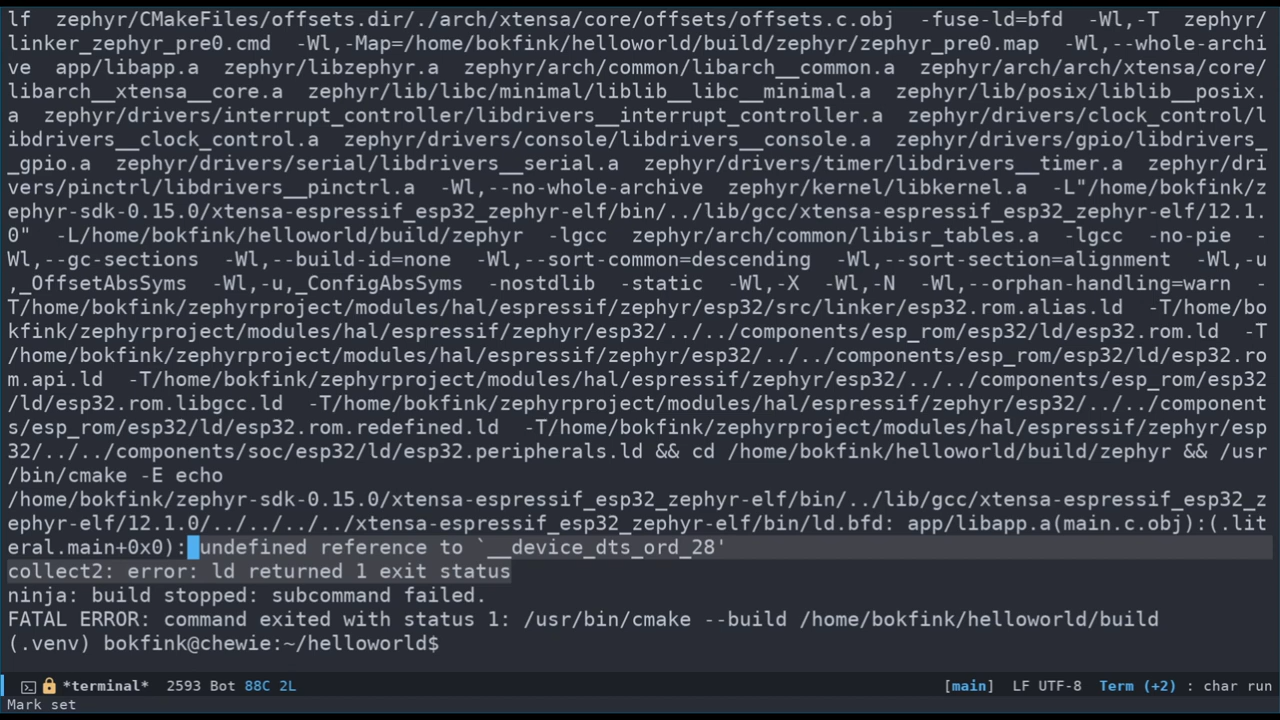 lf  zephyr/CMakeFiles/offsets.dir/./arch/xtensa/core/offsets/offsets.c.obj  -fuse-ld=bfd  -Wl,-T  zephyr/
linker_zephyr_pre0.cmd  -Wl,-Map=/home/bokfink/helloworld/build/zephyr/zephyr_pre0.map  -Wl,--whole-archi
ve  app/libapp.a  zephyr/libzephyr.a  zephyr/arch/common/libarch__common.a  zephyr/arch/arch/xtensa/core/
libarch__xtensa__core.a  zephyr/lib/libc/minimal/liblib__libc__minimal.a  zephyr/lib/posix/liblib__posix.
a  zephyr/drivers/interrupt_controller/libdrivers__interrupt_controller.a  zephyr/drivers/clock_control/l
ibdrivers__clock_control.a  zephyr/drivers/console/libdrivers__console.a  zephyr/drivers/gpio/libdrivers_
_gpio.a  zephyr/drivers/serial/libdrivers__serial.a  zephyr/drivers/timer/libdrivers__timer.a  zephyr/dri
vers/pinctrl/libdrivers__pinctrl.a  -Wl,--no-whole-archive  zephyr/kernel/libkernel.a  -L"/home/bokfink/z
ephyr-sdk-0.15.0/xtensa-espressif_esp32_zephyr-elf/bin/../lib/gcc/xtensa-espressif_esp32_zephyr-elf/12.1.
0"  -L/home/bokfink/helloworld/build/zephyr  -lgcc  zephyr/arch/common/libisr_tables.a  -lgcc  -no-pie  -
Wl,--gc-sections  -Wl,--build-id=none  -Wl,--sort-common=descending  -Wl,--sort-section=alignment  -Wl,-u
,_OffsetAbsSyms  -Wl,-u,_ConfigAbsSyms  -nostdlib  -static  -Wl,-X  -Wl,-N  -Wl,--orphan-handling=warn  -
T/home/bokfink/zephyrproject/modules/hal/espressif/zephyr/esp32/src/linker/esp32.rom.alias.ld  -T/home/bo
kfink/zephyrproject/modules/hal/espressif/zephyr/esp32/../../components/esp_rom/esp32/ld/esp32.rom.ld  -T
/home/bokfink/zephyrproject/modules/hal/espressif/zephyr/esp32/../../components/esp_rom/esp32/ld/esp32.ro
m.api.ld  -T/home/bokfink/zephyrproject/modules/hal/espressif/zephyr/esp32/../../components/esp_rom/esp32
/ld/esp32.rom.libgcc.ld  -T/home/bokfink/zephyrproject/modules/hal/espressif/zephyr/esp32/../../component
s/esp_rom/esp32/ld/esp32.rom.redefined.ld  -T/home/bokfink/zephyrproject/modules/hal/espressif/zephyr/esp
32/../../components/soc/esp32/ld/esp32.peripherals.ld && cd /home/bokfink/helloworld/build/zephyr && /usr
/bin/cmake -E echo
/home/bokfink/zephyr-sdk-0.15.0/xtensa-espressif_esp32_zephyr-elf/bin/../lib/gcc/xtensa-espressif_esp32_z
ephyr-elf/12.1.0/../../../../xtensa-espressif_esp32_zephyr-elf/bin/ld.bfd: app/libapp.a(main.c.obj):(.lit
eral.main+0x0): undefined reference to `__device_dts_ord_28'
collect2: error: ld returned 1 exit status
ninja: build stopped: subcommand failed.
FATAL ERROR: command exited with status 1: /usr/bin/cmake --build /home/bokfink/helloworld/build
(.venv) bokfink@chewie:~/helloworld$
*terminal*  2593 Bot 88C 2L [main]  LF UTF-8  Term (+2) : char run
Mark set